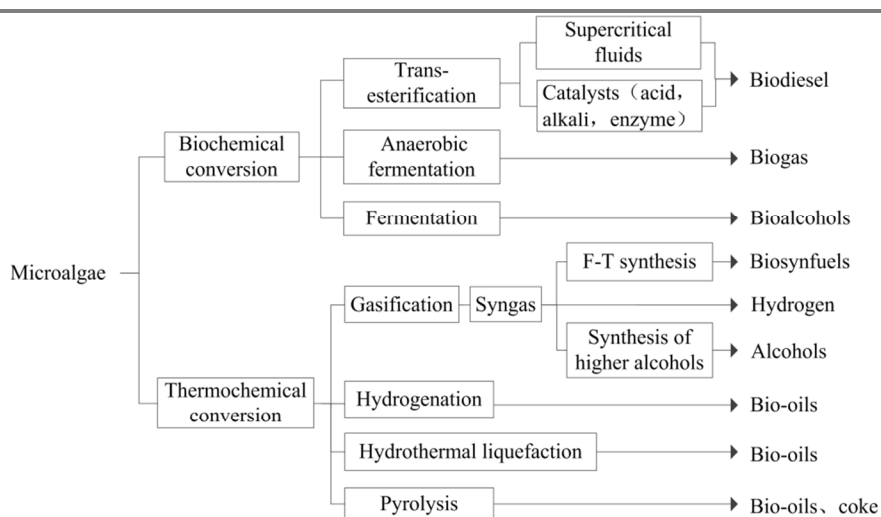 Supercritical
fluids
Trans-
esterification
Catalysts（acid，
alkali，enzyme）
Biodiesel
Biochemical
conversion
Anaerobic
fermentation
Biogas
Fermentation
Bioalcohols
Microalgae
F-T synthesis
Biosynfuels
Gasification
Syngas
Hydrogen
Synthesis of
higher alcohols
Alcohols
Thermochemical
conversion
Hydrogenation
Bio-oils
Hydrothermal liquefaction
Bio-oils
Pyrolysis
Bio-oils、coke